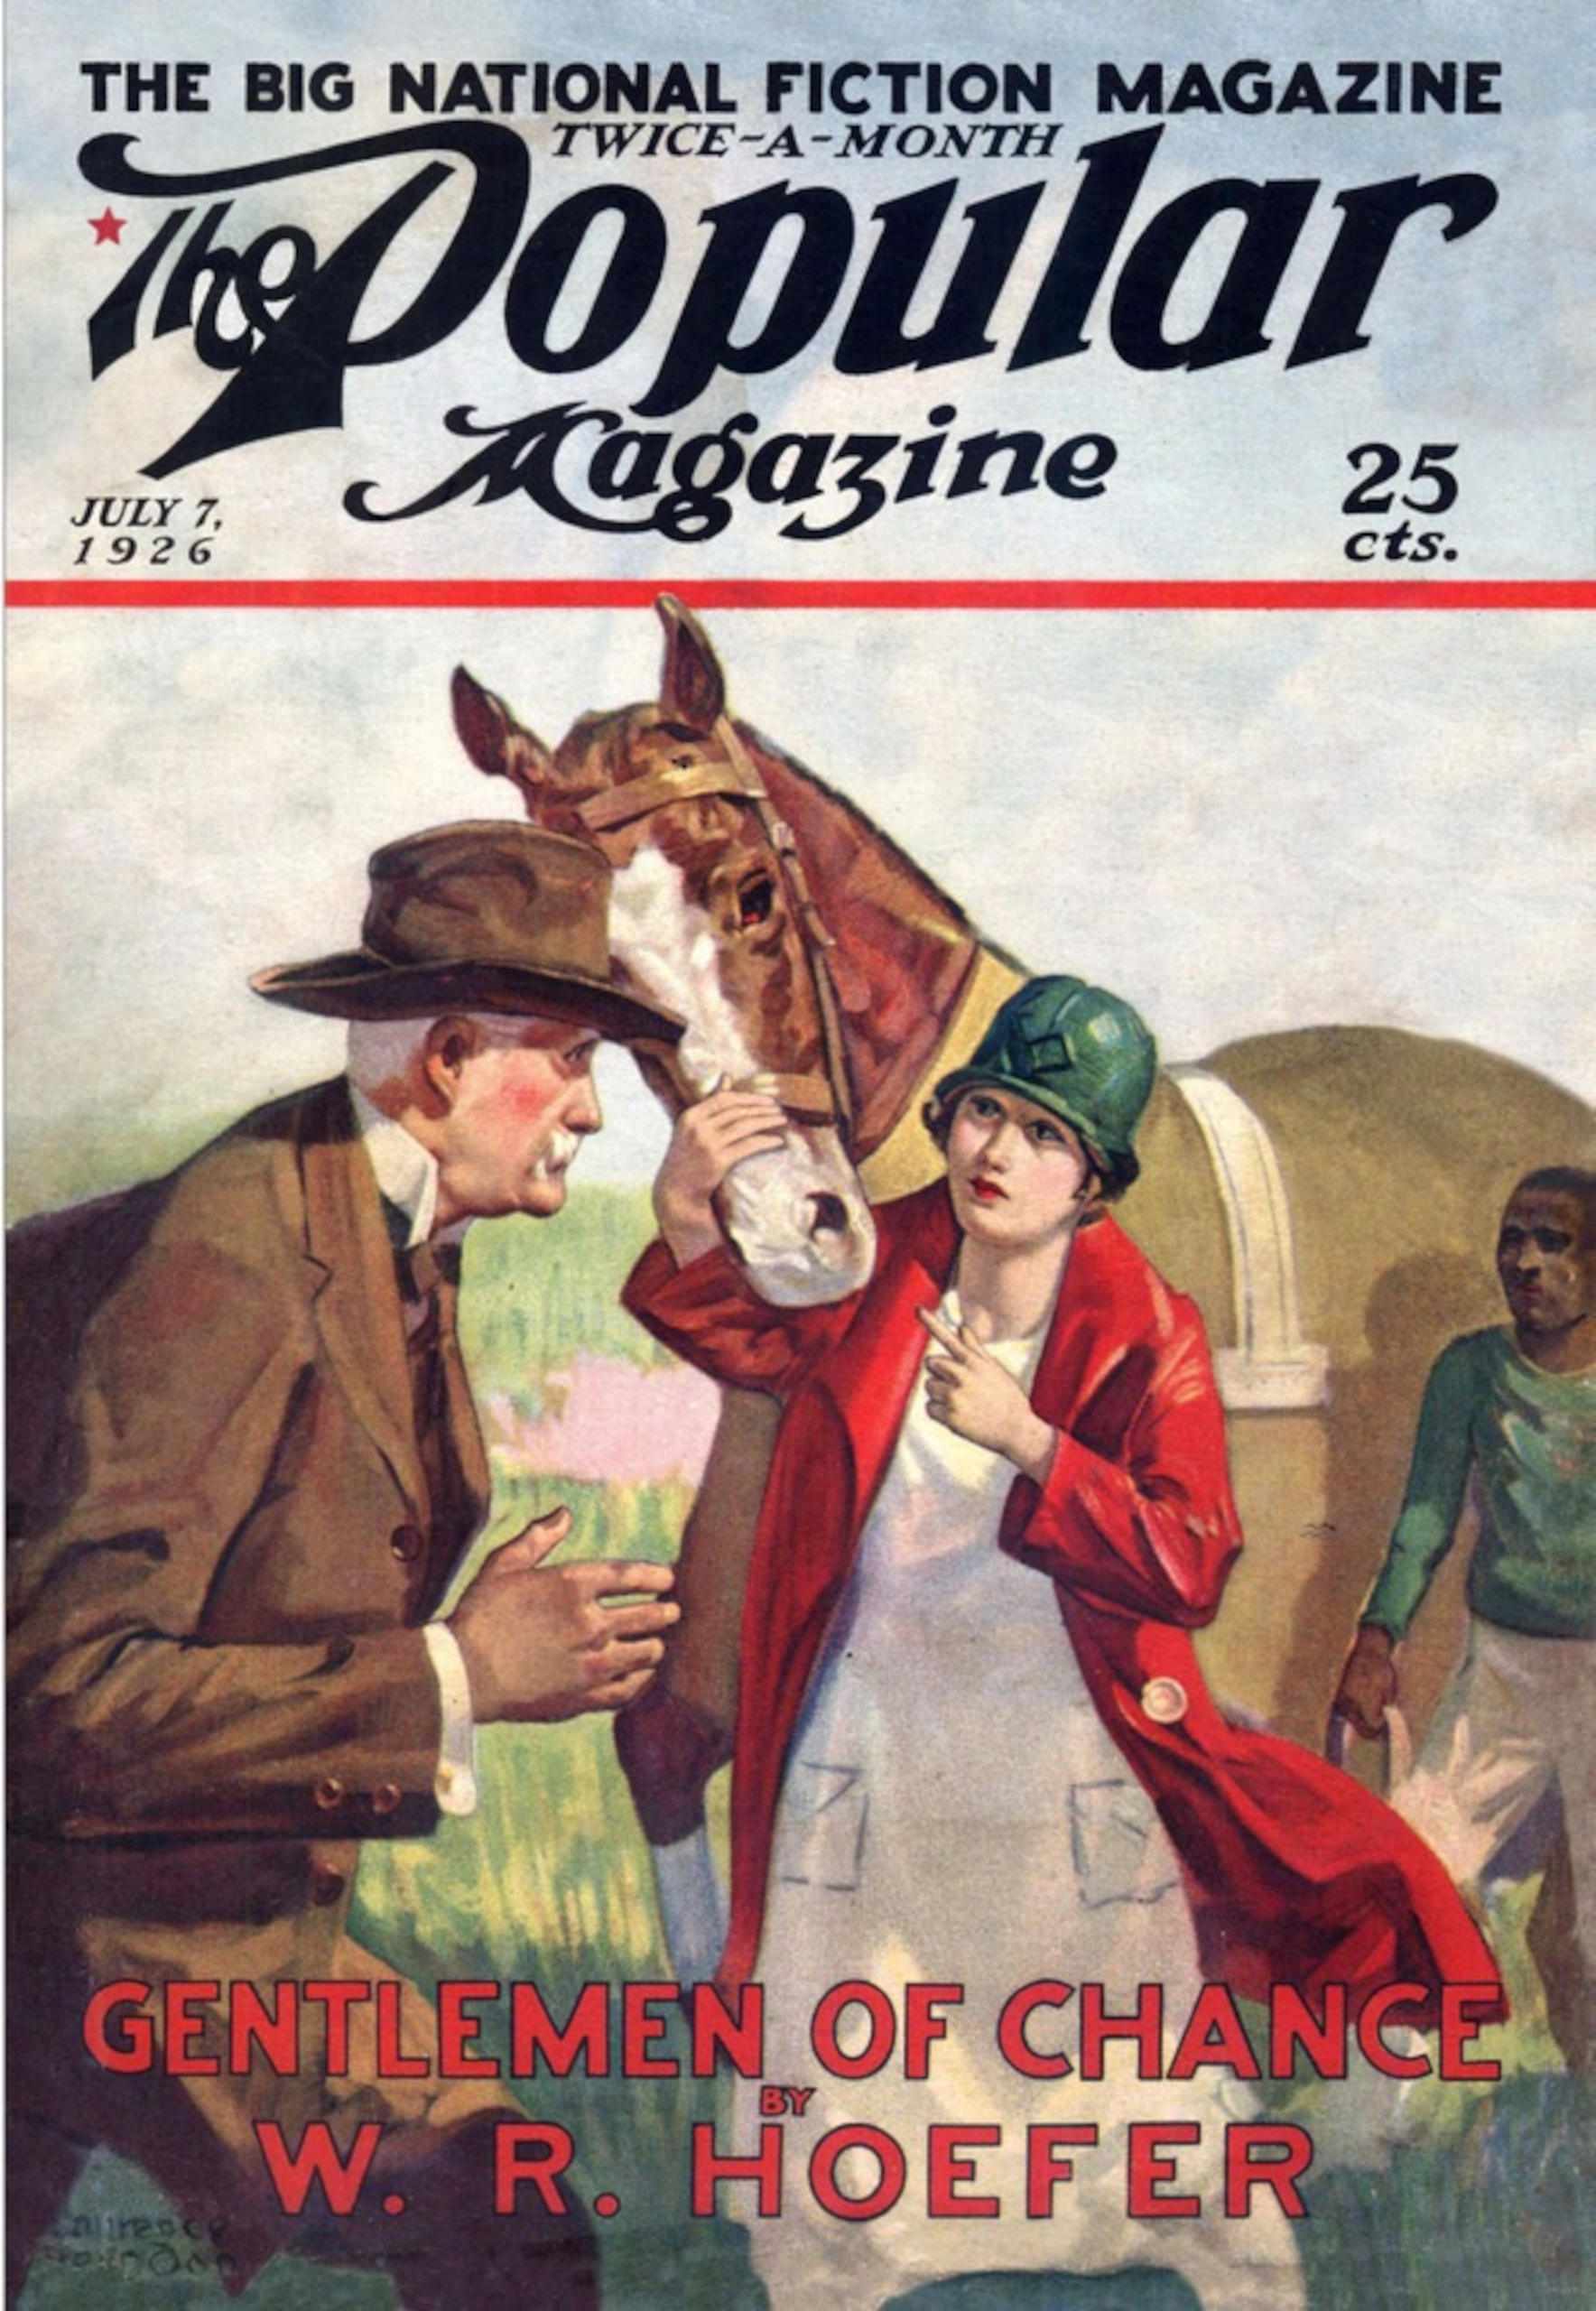 THE BIG NATIONAL FICTION MAGAZINE
TWICE-A-MONTH
The Popular
Magazine
JULY 7,
1926
25
cts.
GENTLEMEN OF CHANCE
BY
W. R. HOEFER